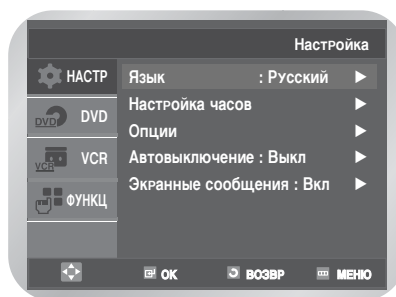 Настройка
НАСТР
Язык : Русский ►
DVD
Настройка часов ►
DVD
Опции ►
VCR
Автовыключение : Выкл ►
VCR
Экранные сообщения : Вкл ►
ФУНКЦ
ОК ВОЗВР МЕНЮ